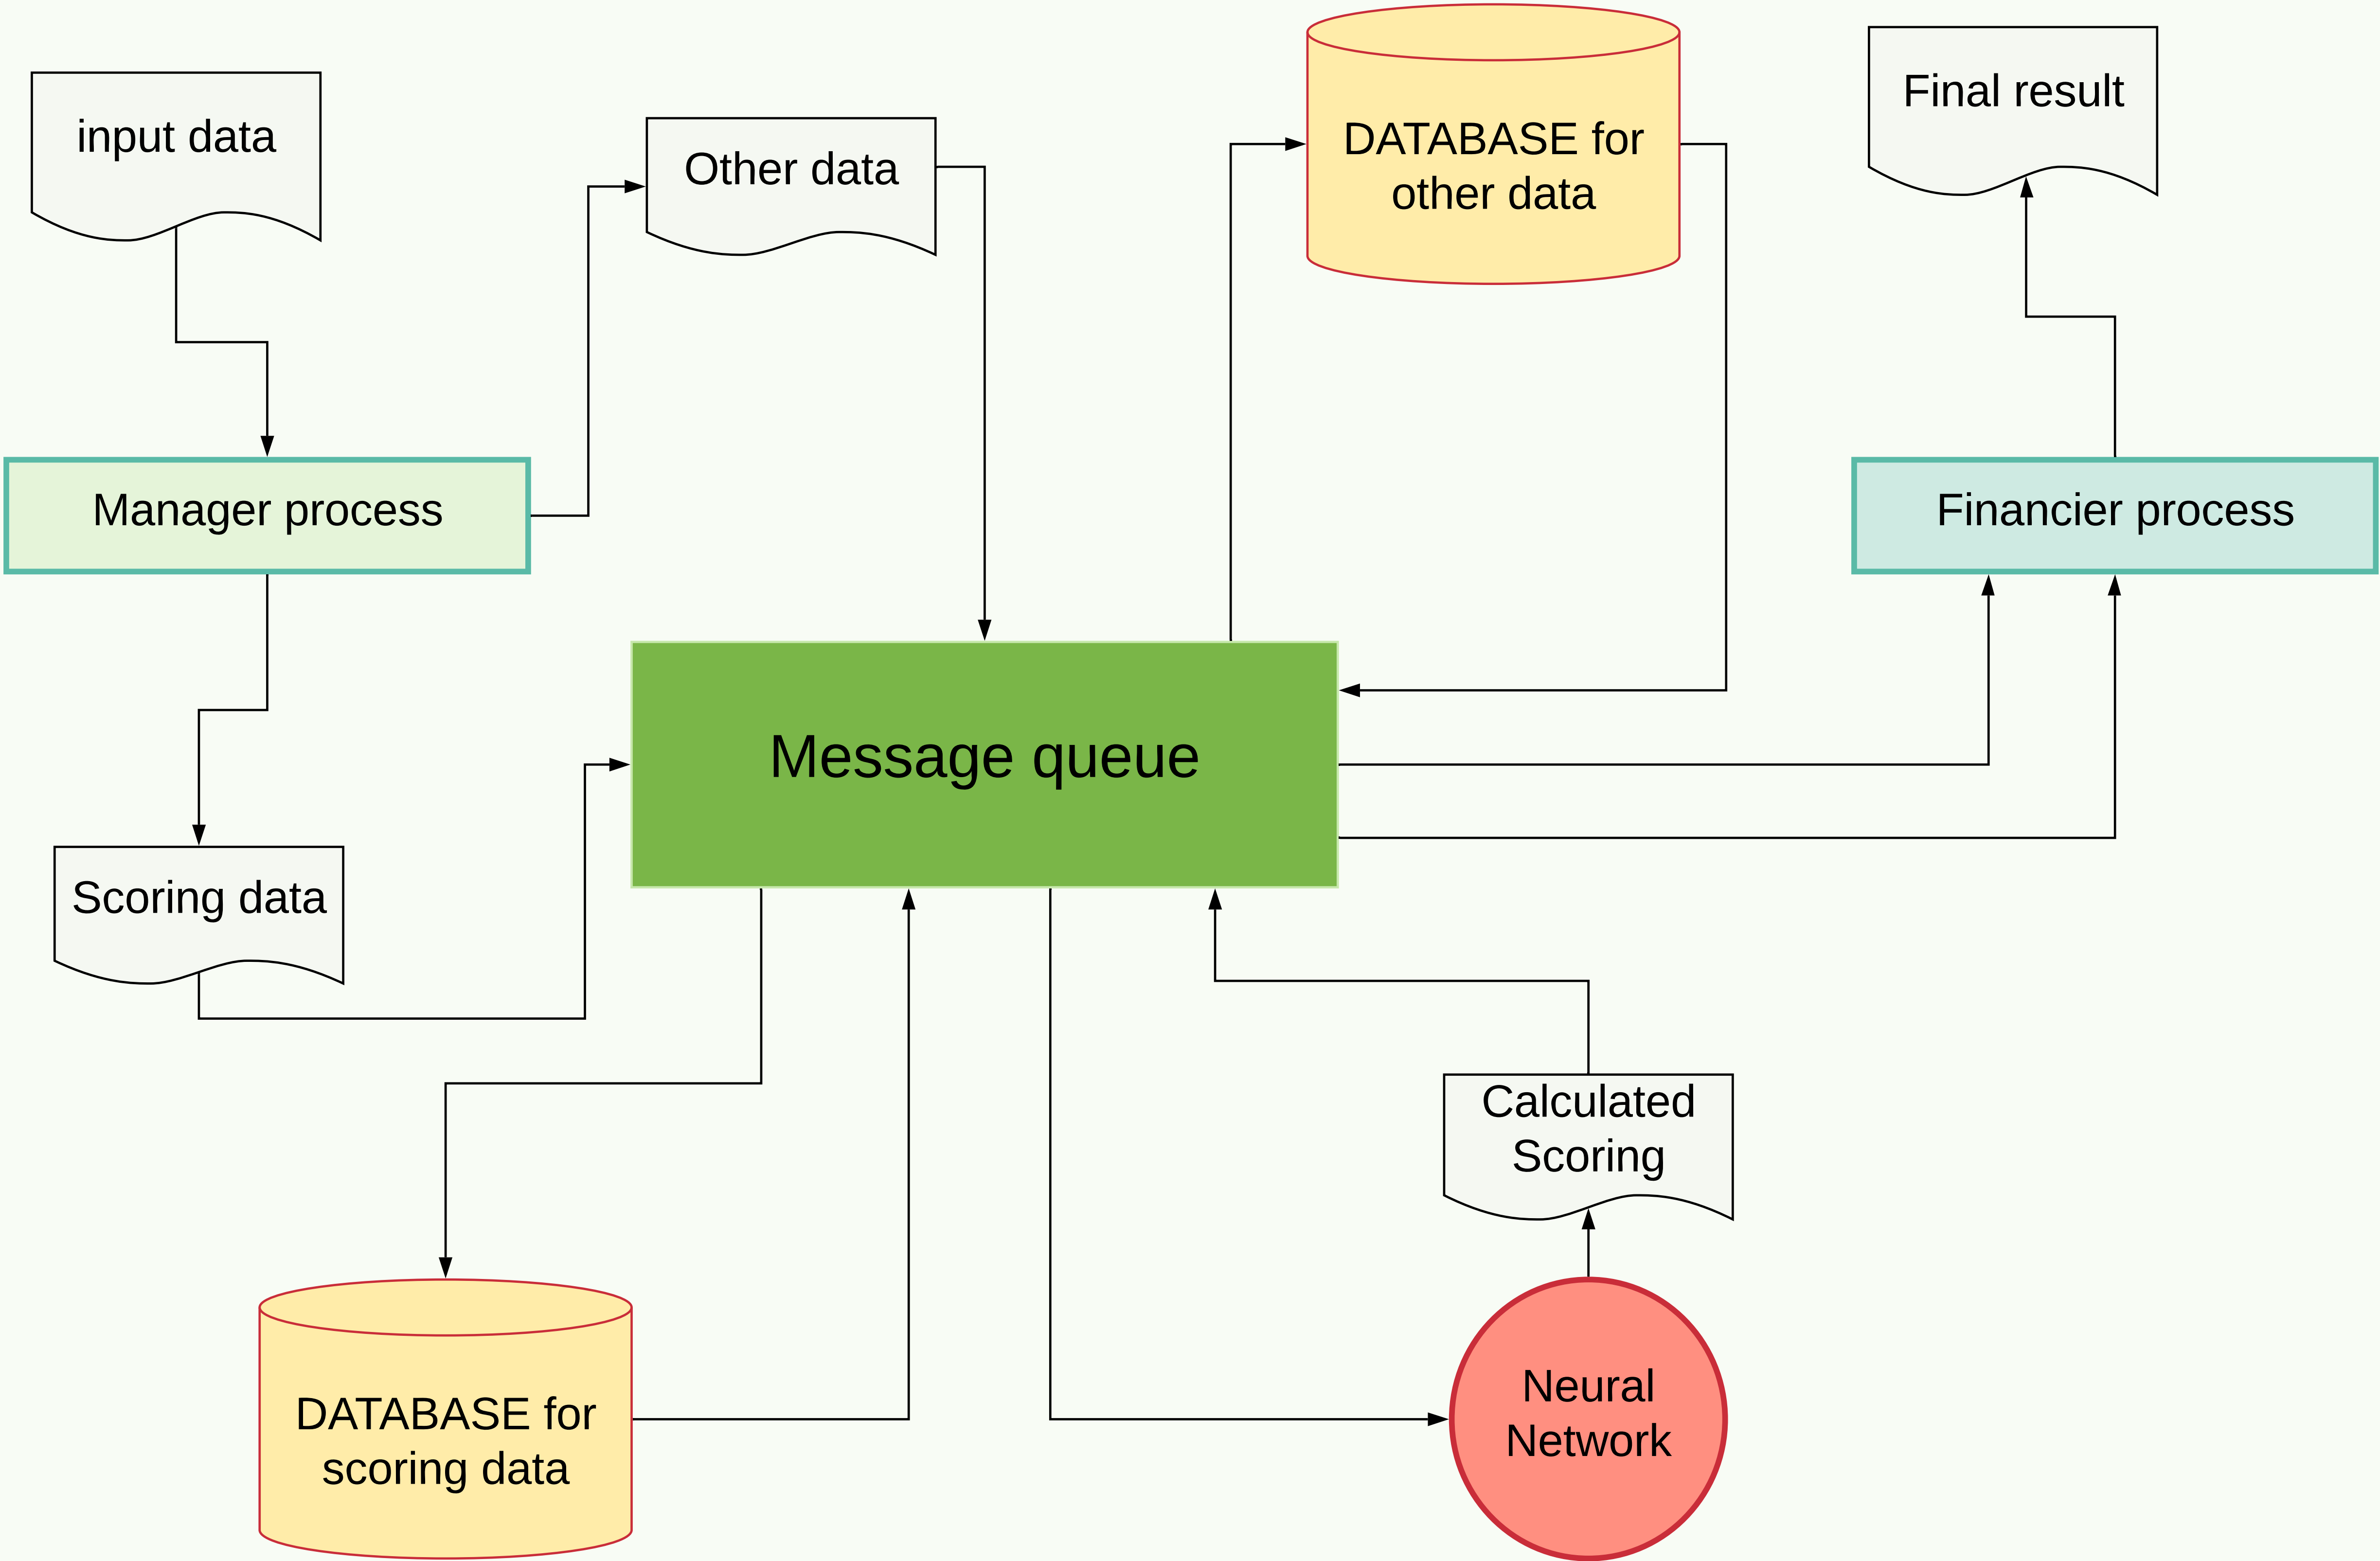 input data
Other data
DATABASE for
other data
Final result
Manager process
Financier process
Message queue
Scoring data
Calculated
Scoring
DATABASE for
scoring data
Neural
Network